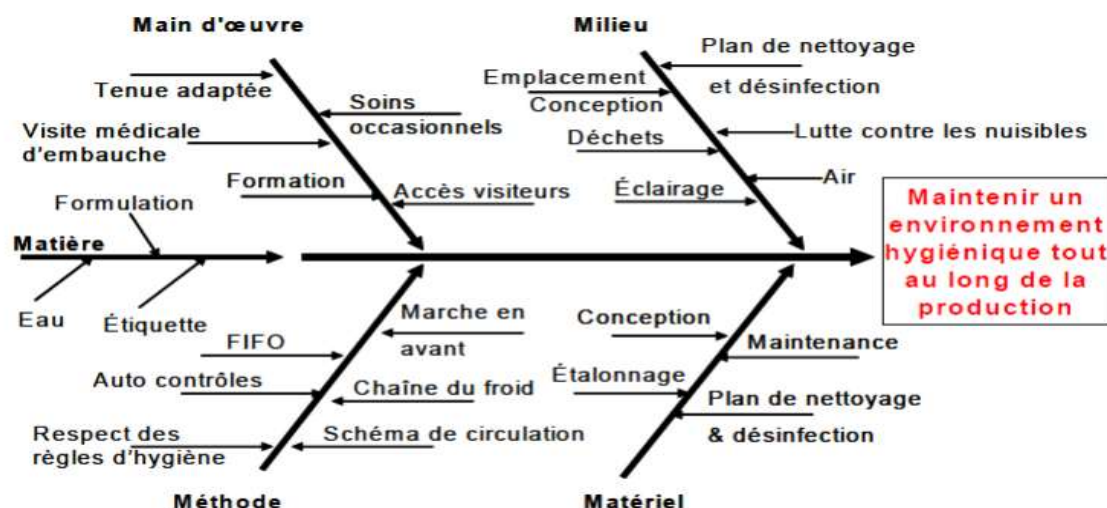 Main d'œuvre
Tenue adaptée
Soins
occasionnels
Visite médicale
d'embauche
Formation
Accès visiteurs
Milieu
Plan de nettoyage
et désinfection
Emplacement
Conception
Déchets
Lutte contre les nuisibles
Air
Éclairage
Matière
Formulation
Eau
Étiquette
Maintenir un
environnement
hygiénique tout
au long de la
production
Marche en
avant
FIFO
Auto contrôles
Chaîne du froid
Respect des
règles d'hygiène
Schéma de circulation
Méthode
Conception
Maintenance
Étalonnage
Plan de nettoyage
& désinfection
Matériel